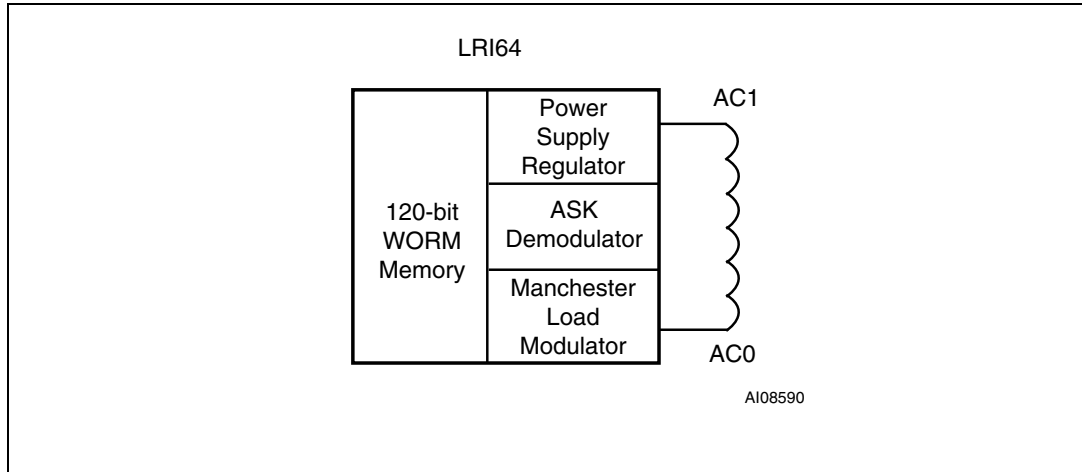 LRI64
120-bit
WORM
Memory
Power
Supply
Regulator
ASK
Demodulator
Manchester
Load
Modulator
AC1
AC0
AI08590